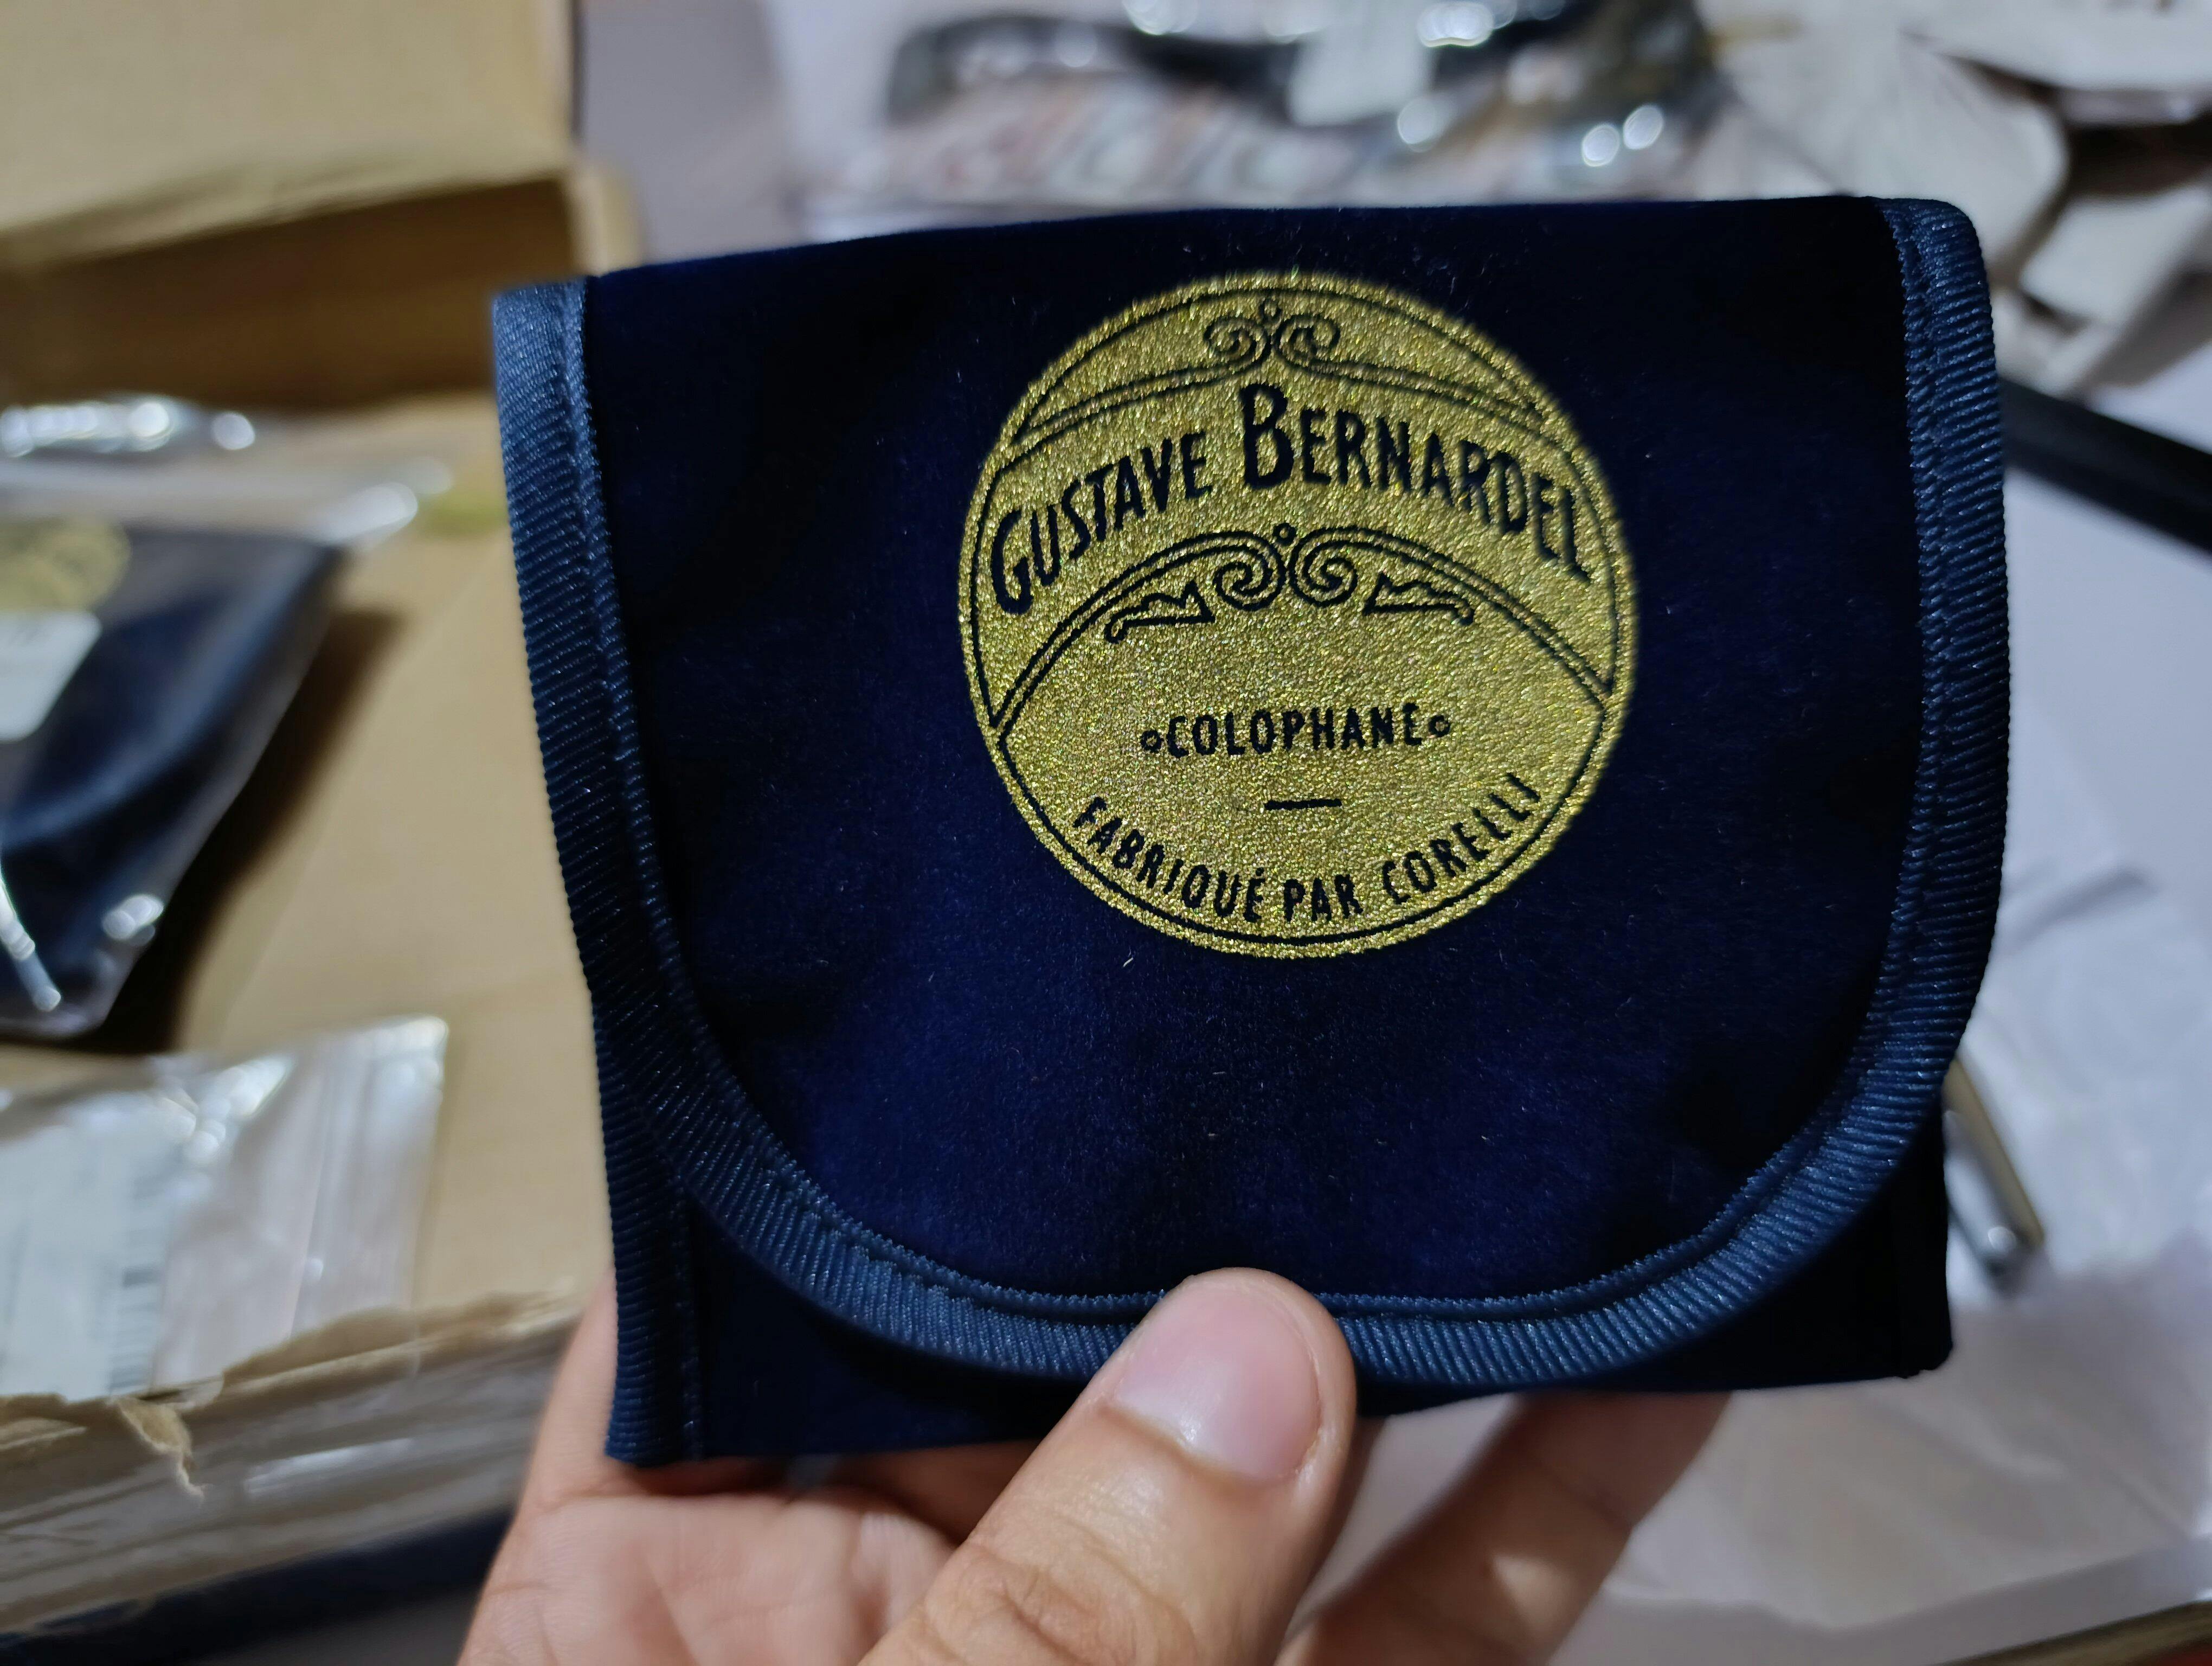 GUSTAVE BERNARDEL
COLOPHANE
FABRIQUÉ PAR CORELLI